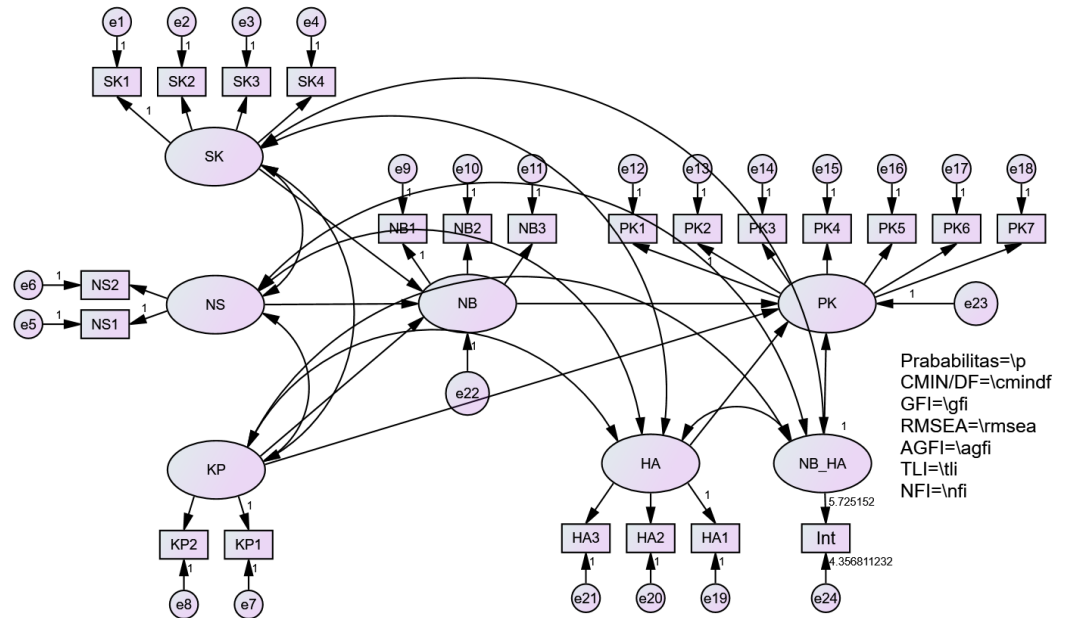 e1 e2 e3 e4
1 1 1 1
SK1 SK2 SK3 SK4
1
SK
e9 e10 e11 e12 e13 e14 e15 e16 e17 e18
1 1 1 1 1 1 1 1 1 1
NB1 NB2 NB3 PK1 PK2 PK3 PK4 PK5 PK6 PK7
1 1
e6 1 NS2
NS NB PK 1 e23
e5 1 NS1 1
1
e22
Prababilitas=\p
CMIN/DF=\cmindf
GFI=\gfi
RMSEA=\rmsea
AGFI=\agfi
TLI=\tli
NFI=\nfi
1
KP HA NB_HA
1 1 5.725152
KP2 KP1 HA3 HA2 HA1 Int
1 1 1 1 1 4.356811232
e8 e7 e21 e20 e19 e24